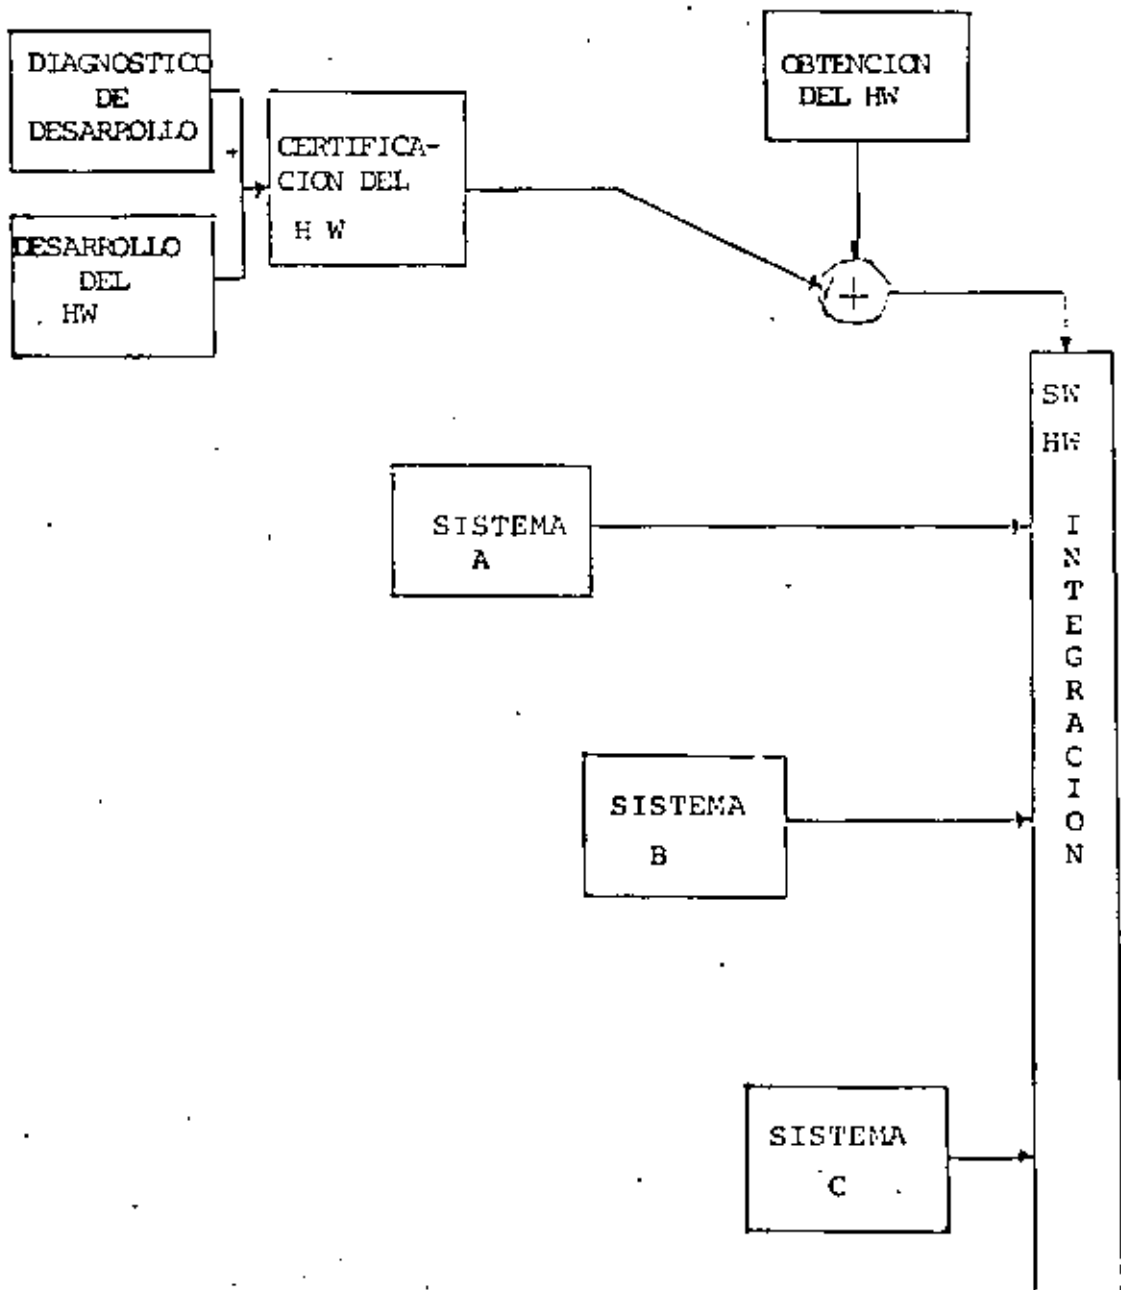 DIAGNOSTICO
DE
DESARROLLO
DESARROLLO
DEL
HW
CERTIFICA-
CION DEL
H W
OBTENCION
DEL HW
+
SW
HW
I
N
T
E
G
R
A
C
I
O
N
SISTEMA
A
SISTEMA
B
SISTEMA
C